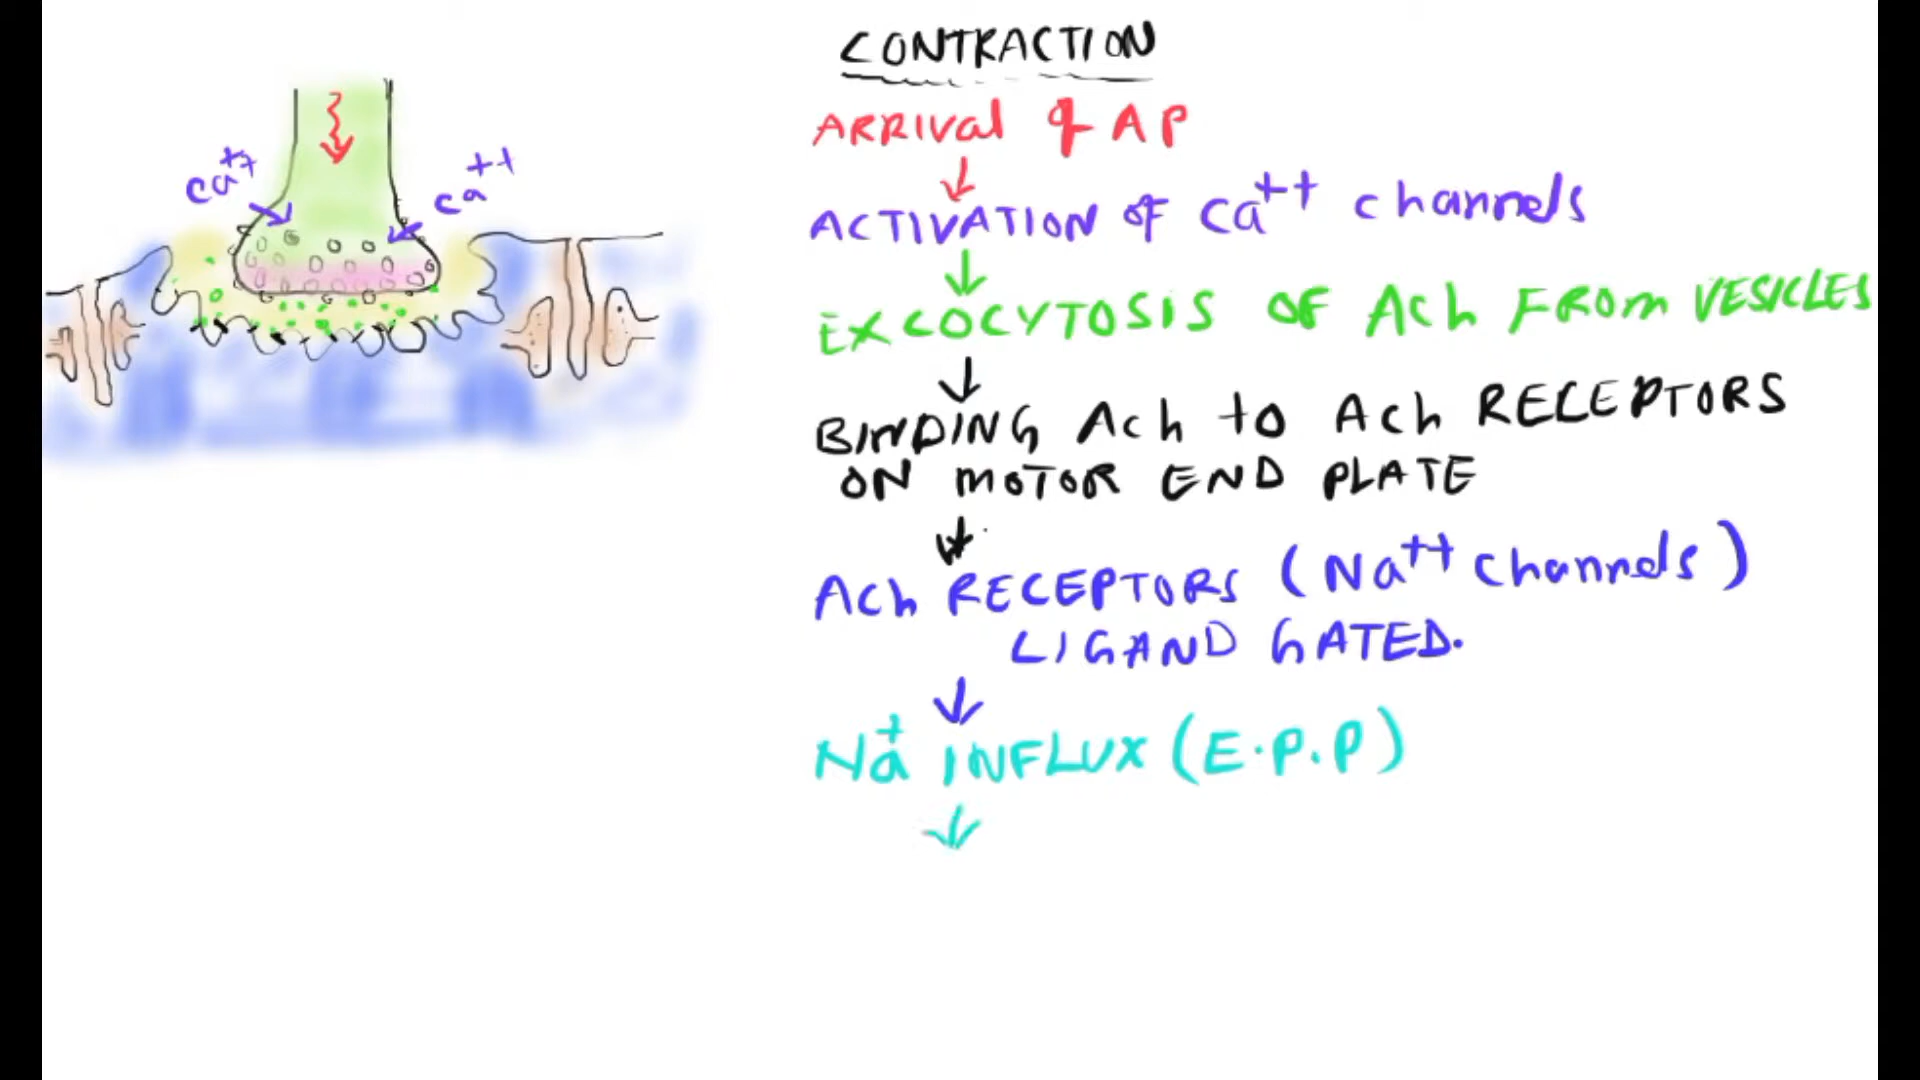 CONTRACTION
ARRIVAL of AP
ACTIVATION OF Ca++ channels
EXCOCYTOSIS OF Ach FROM VESICLES
BINDING Ach to Ach RECEPTORS
ON MOTOR END PLATE
Ach RECEPTORS (Na++ channels)
LIGAND GATED.
Na+ INFLUX (E.P.P)
Ca++
Ca++